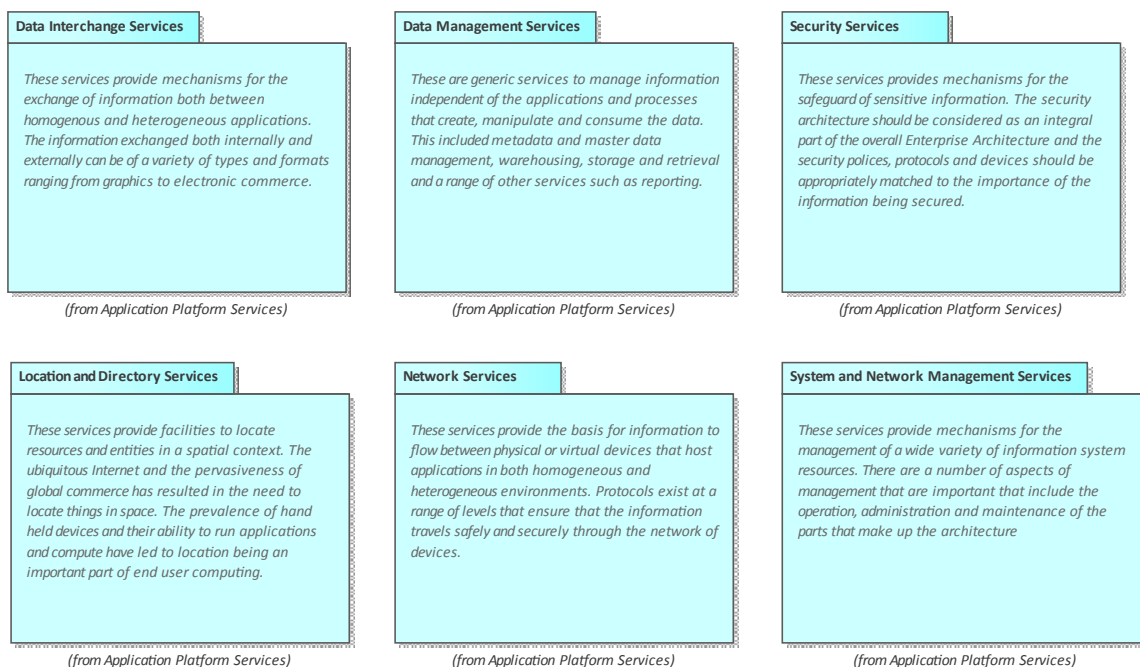 Data Interchange Services
These services provide mechanisms for the
exchange of information both between
homogenous and heterogeneous applications.
The information exchanged both internally and
externally can be of a variety of types and formats
ranging from graphics to electronic commerce.
(from Application Platform Services)
Data Management Services
These are generic services to manage information
independent of the applications and processes
that create, manipulate and consume the data.
This included metadata and master data
management, warehousing, storage and retrieval
and a range of other services such as reporting.
(from Application Platform Services)
Security Services
These services provides mechanisms for the
safeguard of sensitive information. The security
architecture should be considered as an integral
part of the overall Enterprise Architecture and the
security polices, protocols and devices should be
appropriately matched to the importance of the
information being secured.
(from Application Platform Services)
Location and Directory Services
These services provide facilities to locate
resources and entities in a spatial context. The
ubiquitous Internet and the pervasiveness of
global commerce has resulted in the need to
locate things in space. The prevalence of hand
held devices and their ability to run applications
and compute have led to location being an
important part of end user computing.
(from Application Platform Services)
Network Services
These services provide the basis for information to
flow between physical or virtual devices that host
applications in both homogeneous and
heterogeneous environments. Protocols exist at a
range of levels that ensure that the information
travels safely and securely through the network of
devices.
(from Application Platform Services)
System and Network Management Services
These services provide mechanisms for the
management of a wide variety of information system
resources. There are a number of aspects of
management that are important that include the
operation, administration and maintenance of the
parts that make up the architecture
(from Application Platform Services)